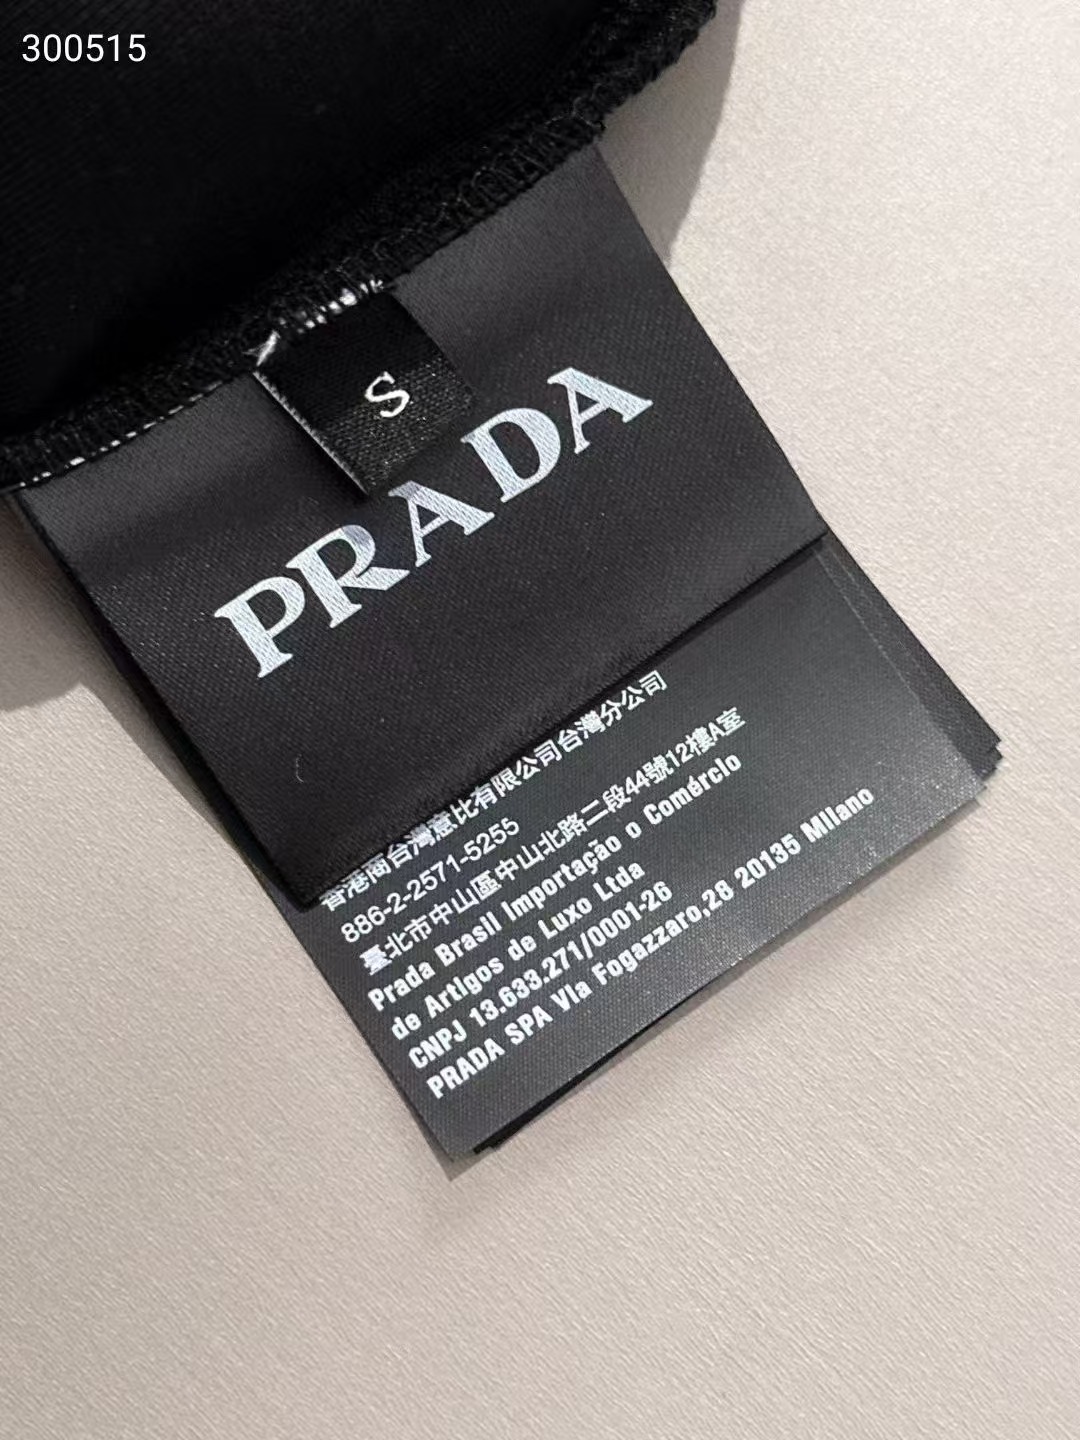 300515
S
PRADA
香港商台灣意比有限公司台灣分公司
886-2-2571-5255
臺北市中山區中山北路二段44號12樓A室
Prada Brasil Importação o Comércio
de Artigos de Luxo Ltda
CNPJ 13.633.271/0001-26
PRADA SPA Via Fogazzaro,28 20135 Milano